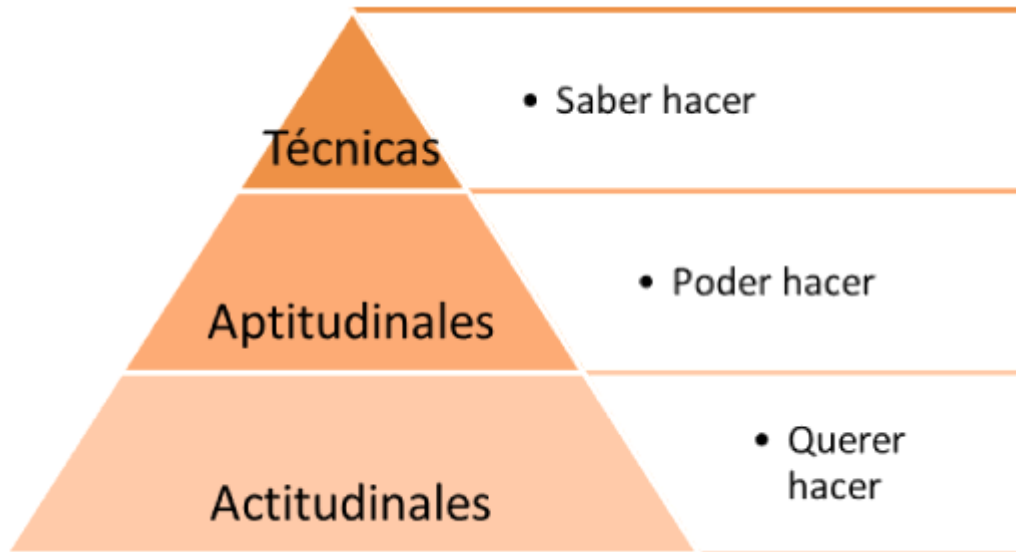 Técnicas
• Saber hacer
Aptitudinales
• Poder hacer
Actitudinales
• Querer
hacer